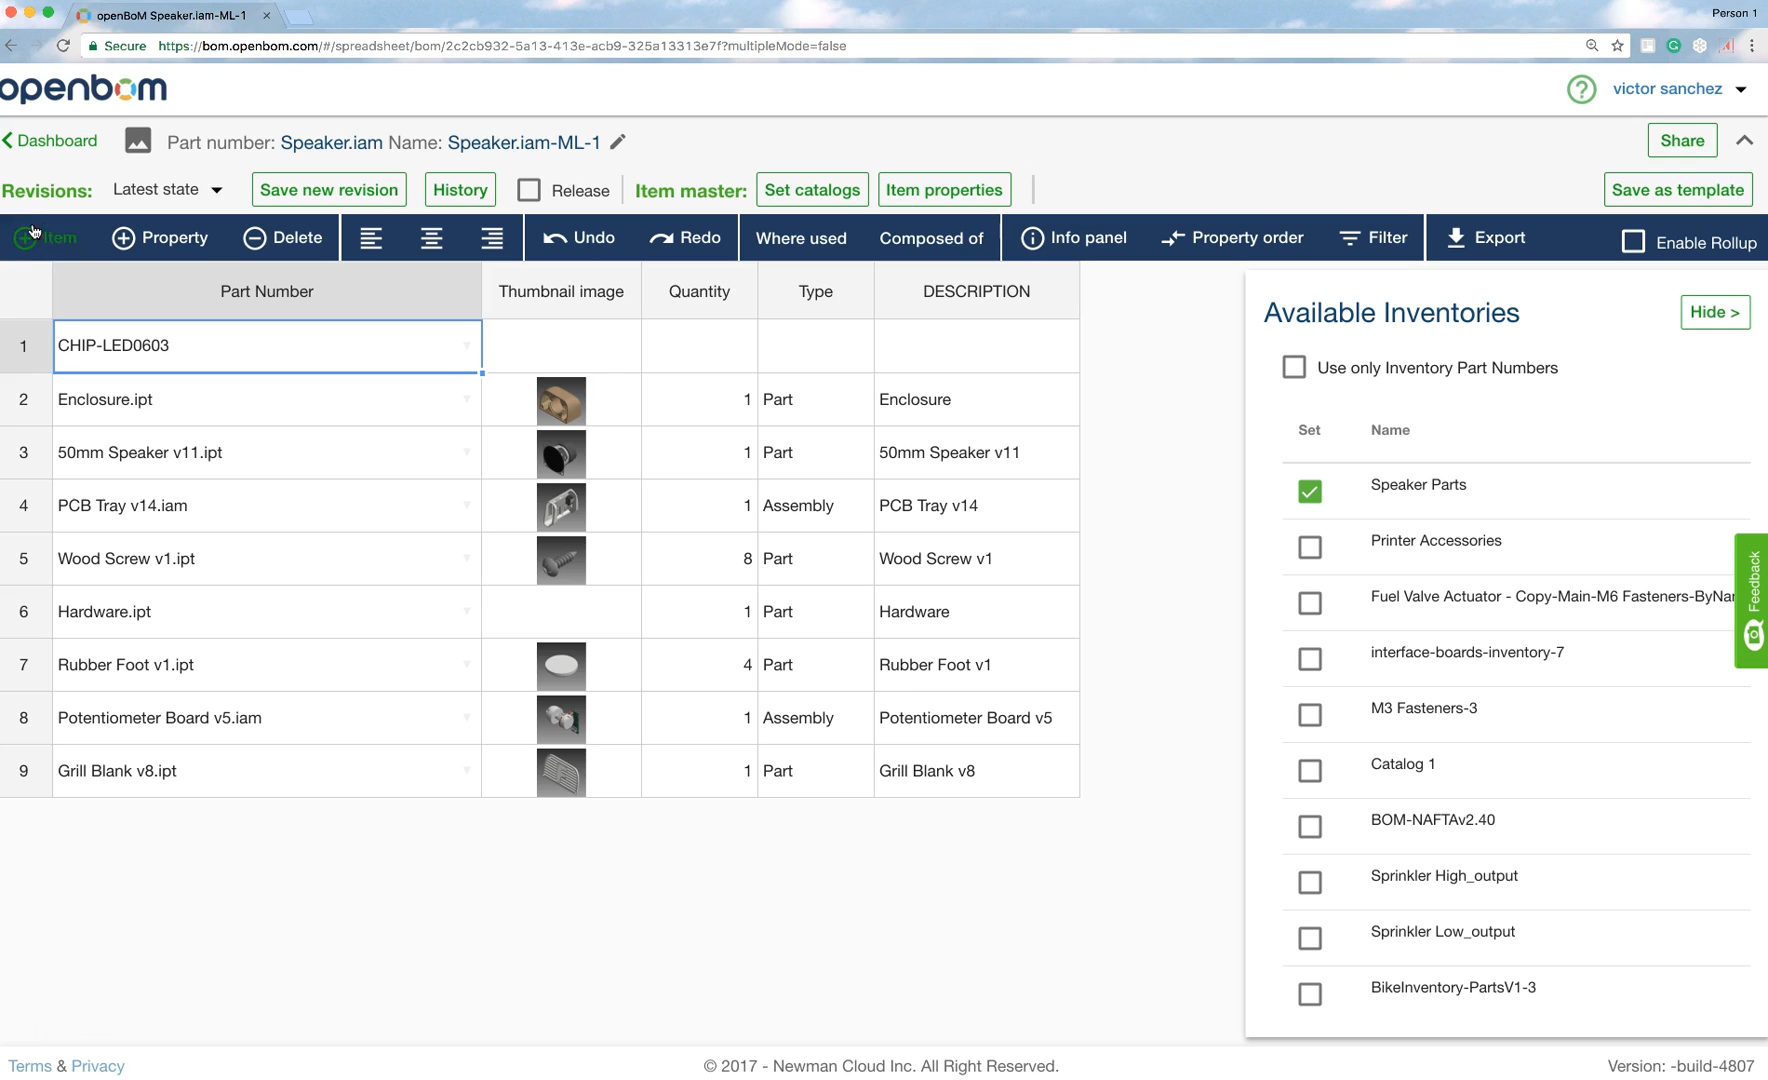 openBoM Speaker.iam-ML-1 ×
Person 1
Secure https://bom.openbom.com/#/spreadsheet/bom/2c2cb932-5a13-413e-acb9-325a13313e7f?multipleMode=false
openbom
? victor sanchez
Dashboard Part number: Speaker.iam Name: Speaker.iam-ML-1 Share
Revisions: Latest state Save new revision History Release Item master: Set catalogs Item properties Save as template
Item Property Delete Undo Redo Where used Composed of Info panel Property order Filter Export Enable Rollup
Part Number Thumbnail image Quantity Type DESCRIPTION
1 CHIP-LED0603
2 Enclosure.ipt 1 Part Enclosure
3 50mm Speaker v11.ipt 1 Part 50mm Speaker v11
4 PCB Tray v14.iam 1 Assembly PCB Tray v14
5 Wood Screw v1.ipt 8 Part Wood Screw v1
6 Hardware.ipt 1 Part Hardware
7 Rubber Foot v1.ipt 4 Part Rubber Foot v1
8 Potentiometer Board v5.iam 1 Assembly Potentiometer Board v5
9 Grill Blank v8.ipt 1 Part Grill Blank v8
Available Inventories Hide >
Use only Inventory Part Numbers
Set Name
Speaker Parts
Printer Accessories
Fuel Valve Actuator - Copy-Main-M6 Fasteners-ByNa
interface-boards-inventory-7
M3 Fasteners-3
Catalog 1
BOM-NAFTAv2.40
Sprinkler High_output
Sprinkler Low_output
BikeInventory-PartsV1-3
Feedback
Terms & Privacy © 2017 - Newman Cloud Inc. All Right Reserved. Version: -build-4807